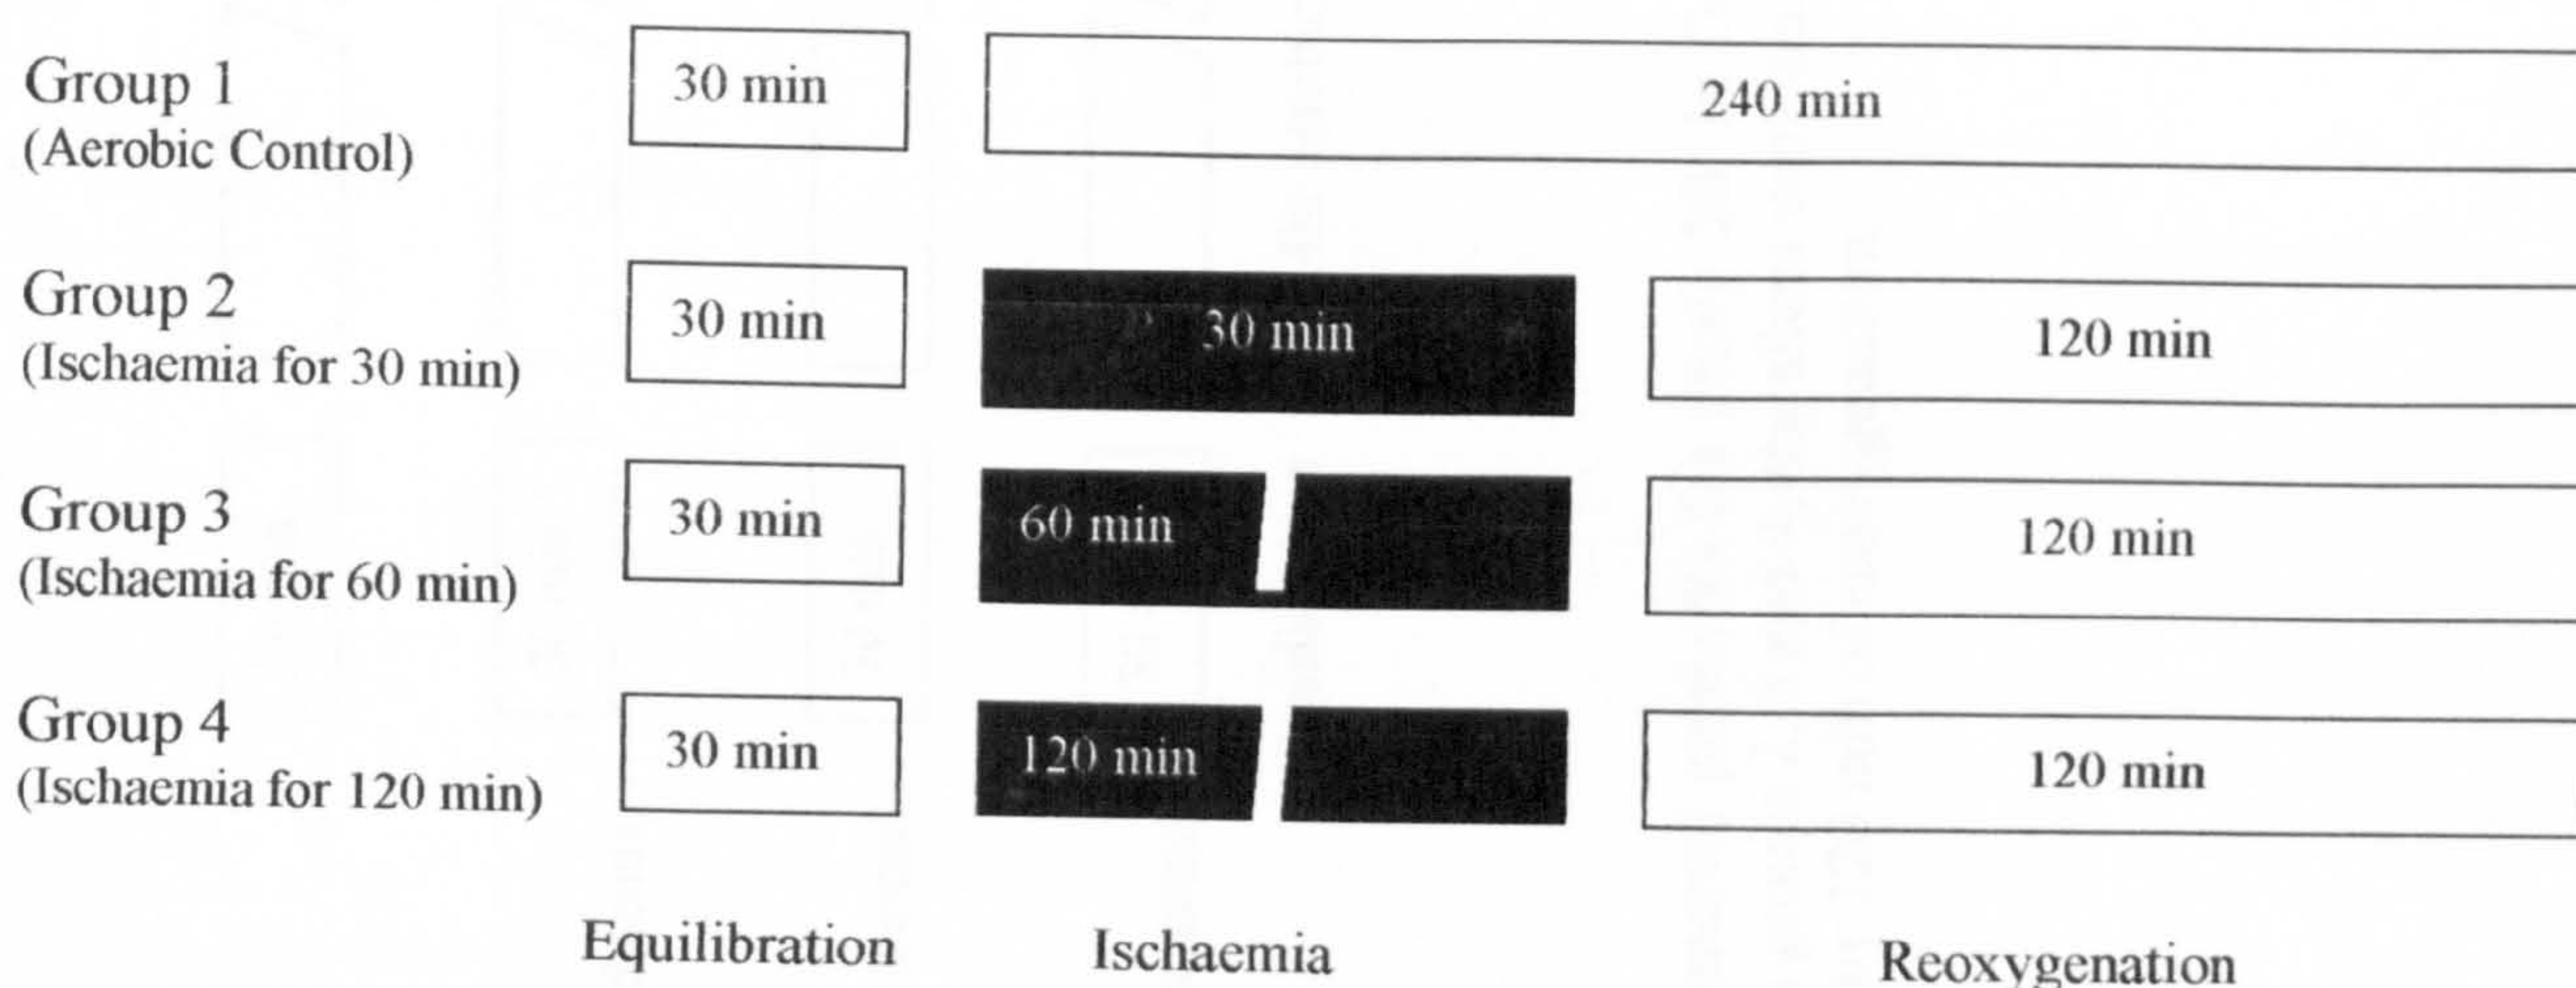 Group 1
(Aerobic Control)
30 min
240 min
Group 2
(Ischaemia for 30 min)
30 min
30 min
120 min
Group 3
(Ischaemia for 60 min)
30 min
60 min
120 min
Group 4
(Ischaemia for 120 min)
30 min
120 min
120 min
Equilibration
Ischaemia
Reoxygenation